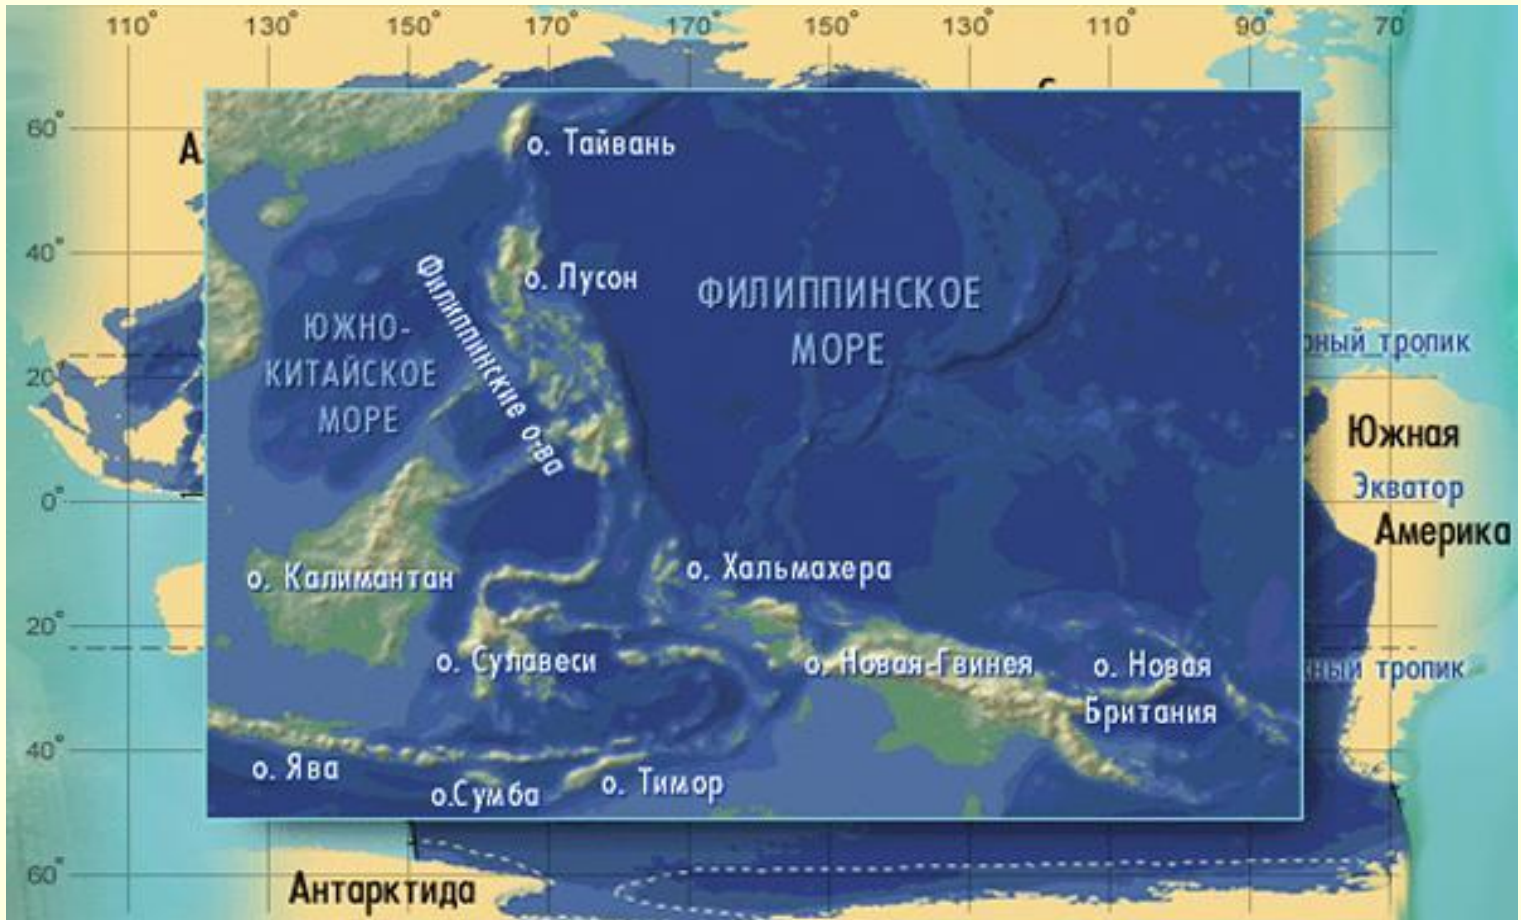 110° 130° 150° 170° 170° 150° 130° 110° 90° 70°
60°
о. Тайвань
40°
о. Лусон
Филиппинские о-ва
ФИЛИППИНСКОЕ
МОРЕ
ЮЖНО-
КИТАЙСКОЕ
МОРЕ
тропик
20°
Южная
Экватор
0°
Америка
о. Хальмахера
о. Калимантан
20°
о. Сулавеси
о. Новая-Гвинея
о. Новая
Британия
тропик
40°
о. Ява
о.Сумба
о. Тимор
60°
Антарктида